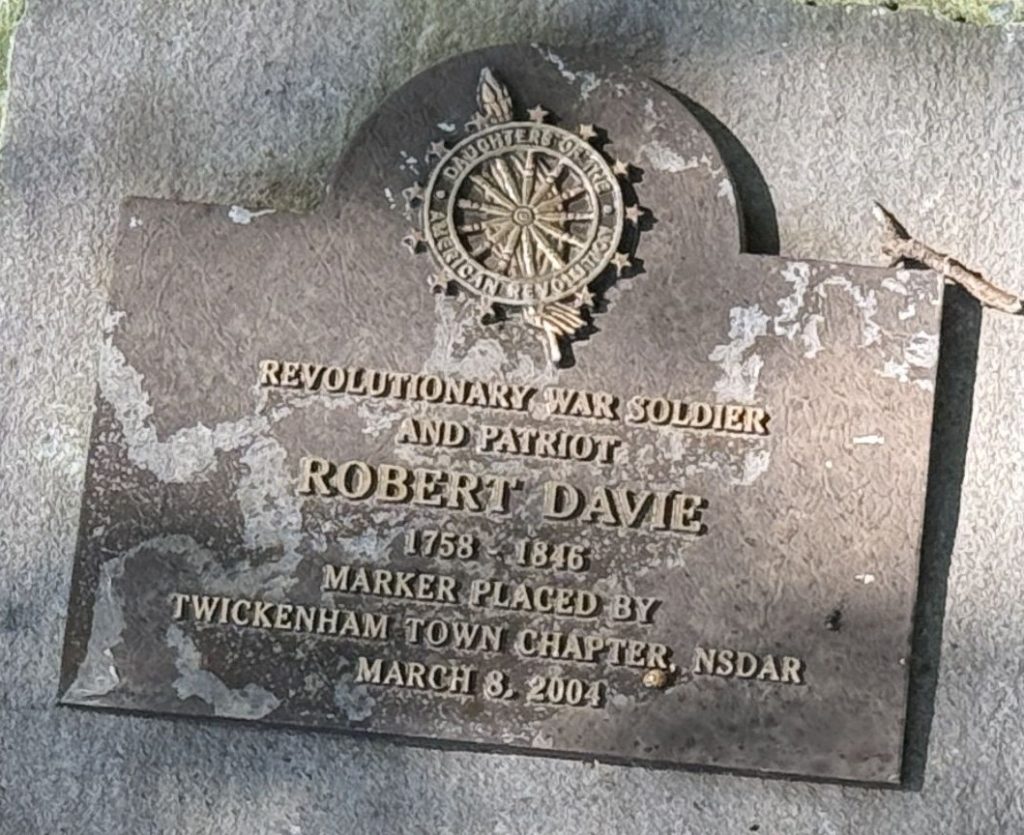 DAUGHTERS OF THE
AMERICAN REVOLUTION
REVOLUTIONARY WAR SOLDIER
AND PATRIOT
ROBERT DAVIE
1758 - 1846
MARKER PLACED BY
TWICKENHAM TOWN CHAPTER, NSDAR
MARCH 8, 2004